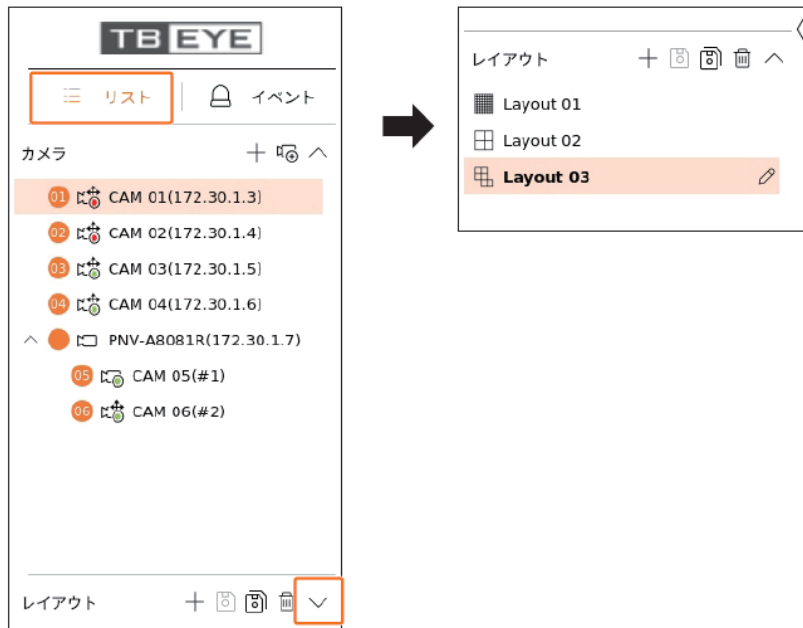 TB EYE
リスト
イベント
カメラ
01 CAM 01(172.30.1.3)
02 CAM 02(172.30.1.4)
03 CAM 03(172.30.1.5)
04 CAM 04(172.30.1.6)
PNV-A8081R(172.30.1.7)
05 CAM 05(#1)
06 CAM 06(#2)
レイアウト
レイアウト
Layout 01
Layout 02
Layout 03